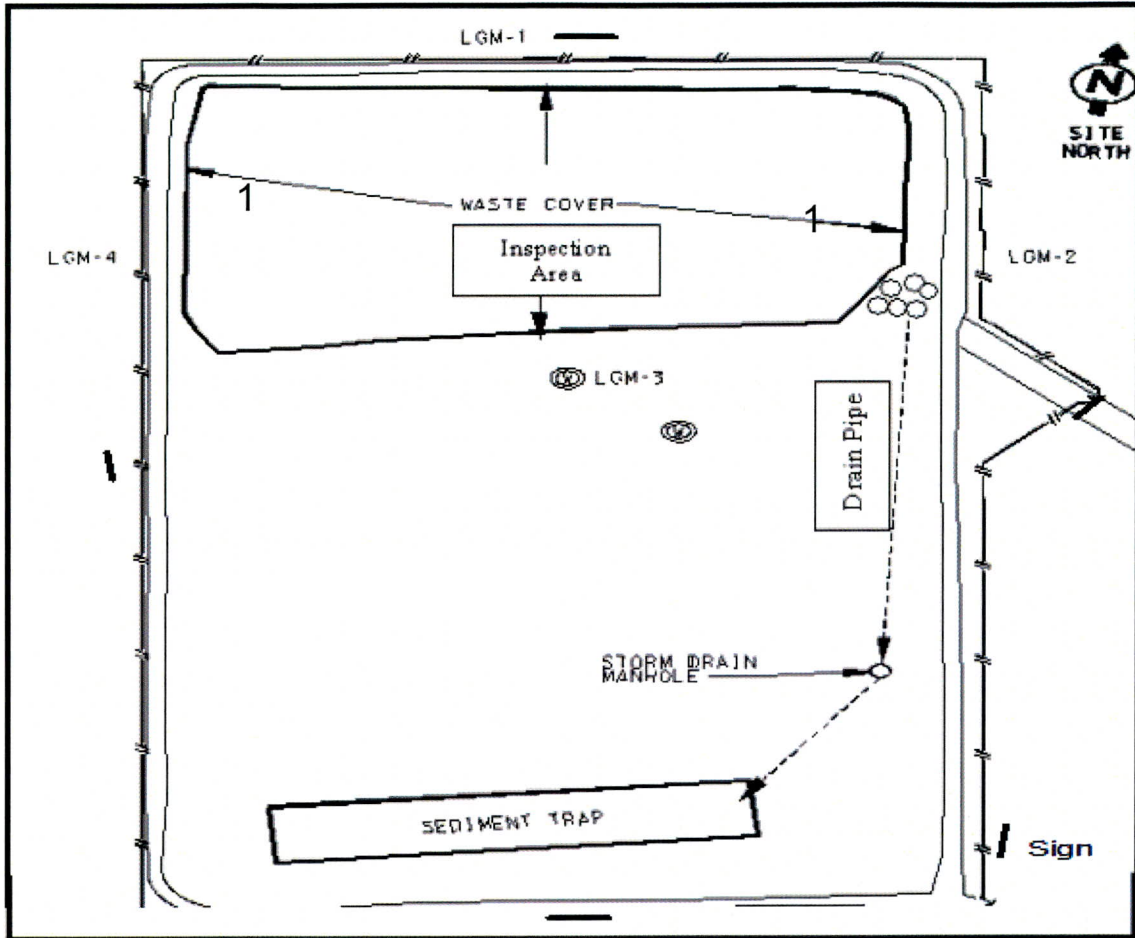 LGM-1
N
SITE
NORTH
1
WASTE COVER
1
Inspection
Area
LGM-4
LGM-2
LGM-3
Drain Pipe
STORM DRAIN
MANHOLE
SEDIMENT TRAP
Sign